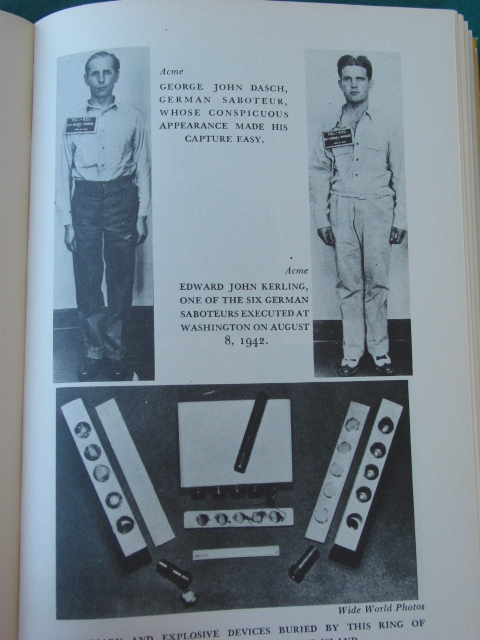 Acme
GEORGE JOHN DASCH,
GERMAN SABOTEUR,
WHOSE CONSPICUOUS
APPEARANCE MADE HIS
CAPTURE EASY.
Acme
EDWARD JOHN KERLING,
ONE OF THE SIX GERMAN
SABOTEURS EXECUTED AT
WASHINGTON ON AUGUST
8, 1942.
Wide World Photos
AND EXPLOSIVE DEVICES BURIED BY THIS RING OF